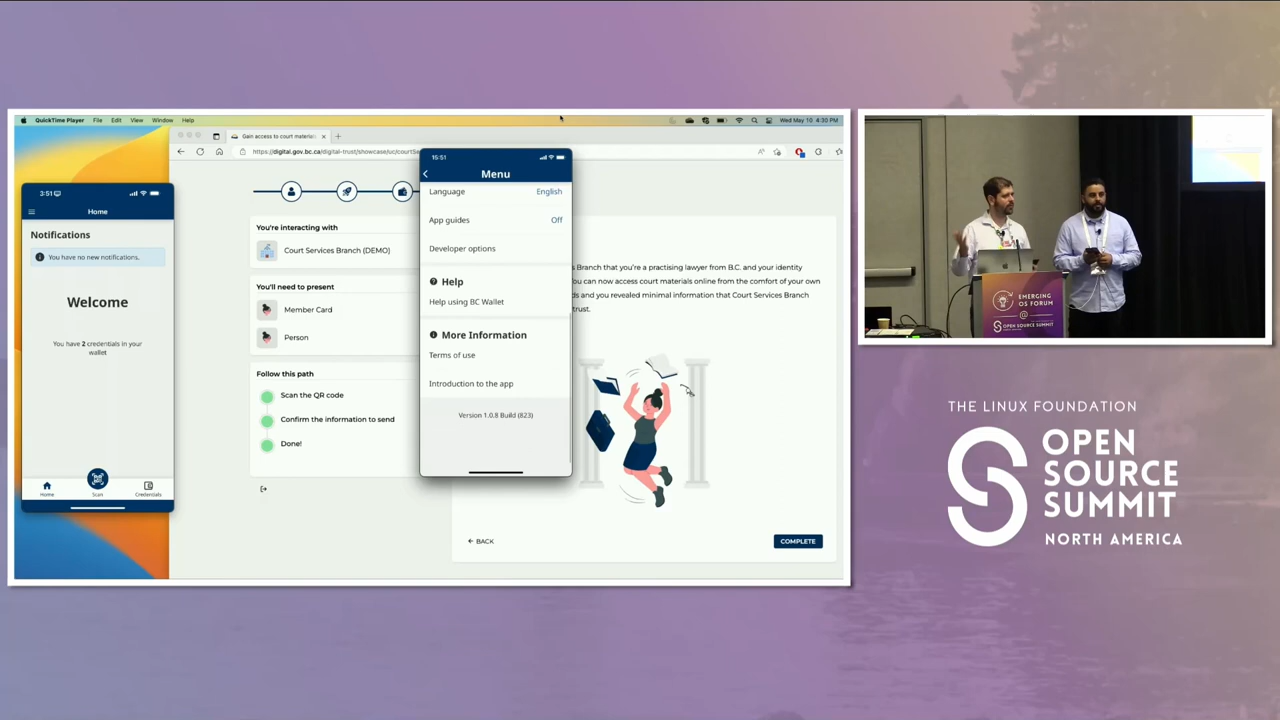 QuickTime Player File Edit View Window Help
Wed May 10 4:30 PM
Gain access to court materials
https://digital.gov.bc.ca/digital-trust/showcase/uc/courtSe
3:51
Home
Notifications
You have no new notifications.
Welcome
You have 2 credentials in your
wallet
Home
Scan
Credentials
You're interacting with
Court Services Branch (DEMO)
You'll need to present
Member Card
Person
Follow this path
Scan the QR code
Confirm the information to send
Done!
15:51
Menu
Language English
App guides Off
Developer options
Help
Help using BC Wallet
More Information
Terms of use
Introduction to the app
Version 1.0.8 Build (823)
s Branch that you're a practising lawyer from B.C. and your identity
ou can now access court materials online from the comfort of your own
ds and you revealed minimal information that Court Services Branch
trust.
BACK
COMPLETE
EMERGING
OS FORUM
@
OPEN SOURCE SUMMIT
THE LINUX FOUNDATION
OPEN
SOURCE
SUMMIT
NORTH AMERICA